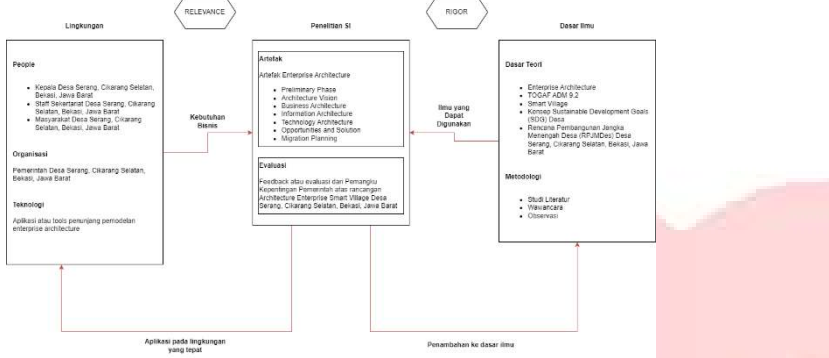 RELEVANCE
RIGOR
Lingkungan
Penelitian SI
Dasar Ilmu
People
Kepala Desa Serang, Cikarang Selatan,
Bekasi, Jawa Barat
Staff Sekertariat Desa Serang, Cikarang
Selatan, Bekasi, Jawa Barat
Masyarakat Desa Serang, Cikarang
Selatan, Bekasi, Jawa Barat
Organisasi
Pemerintah Desa Serang, Cikarang Selatan,
Bekasi, Jawa Barat
Teknologi
Aplikasi atau tools penunjang pemodelan
enterprise architecture
Kebutuhan
Bisnis
Artefak
Artefak Enterprise Architecture
Preliminary Phase
Architecture Vision
Business Architecture
Information Architecture
Technology Architecture
Opportunities and Solution
Migration Planning
Evaluasi
Feedback atau evaluasi dari Pemangku
Kepentingan Pemerintah atas rancangan
Architecture Enterprise Smart Village Desa
Serang, Cikarang Selatan, Bekasi, Jawa Barat
Ilmu yang
Dapat
Digunakan
Dasar Teori
Enterprise Architecture
TOGAF ADM 9.2
Smart Village
Konsep Sustainable Development Goals
(SDG) Desa
Rencana Pembangunan Jangka
Menengah Desa (RPJMDes) Desa
Serang, Cikarang Selatan, Bekasi, Jawa
Barat
Metodologi
Studi Literatur
Wawancara
Observasi
Aplikasi pada lingkungan
yang tepat
Penambahan ke dasar ilmu